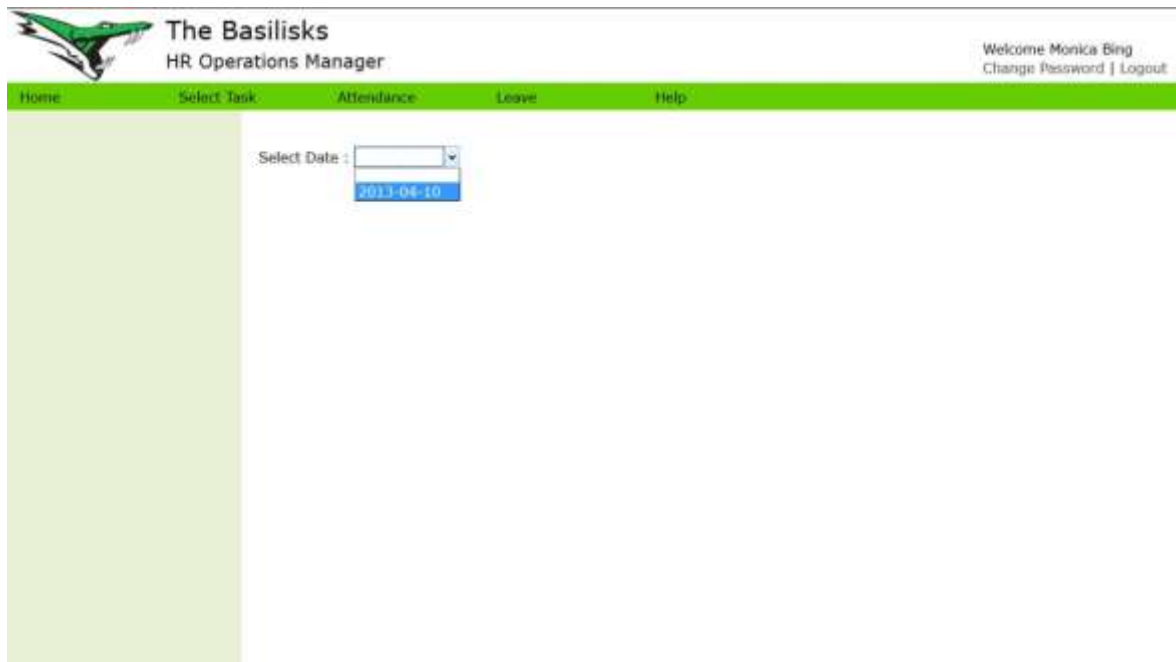 The Basilisks
HR Operations Manager
Welcome Monica Bing
Change Password | Logout
Home Select Task Attendance Leave Help
Select Date :
2013-04-10